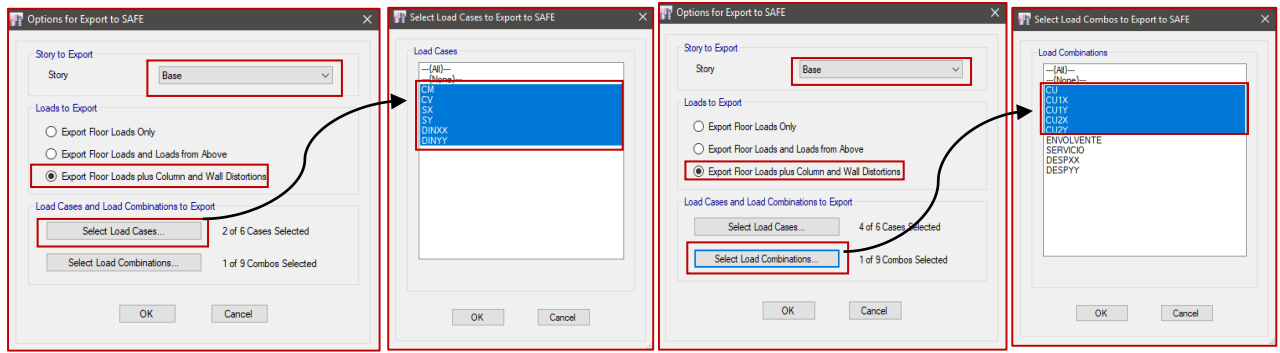 Options for Export to SAFE
Story to Export
Story
Base
Loads to Export
Export Floor Loads Only
Export Floor Loads and Loads from Above
Export Floor Loads plus Column and Wall Distortions
Load Cases and Load Combinations to Export
Select Load Cases...
2 of 6 Cases Selected
Select Load Combinations...
1 of 9 Combos Selected
OK
Cancel
Select Load Cases to Export to SAFE
Load Cases
---(All)---
---(None)---
CM
CV
SX
SY
DINXX
DINYY
OK
Cancel
Options for Export to SAFE
Story to Export
Story
Base
Loads to Export
Export Floor Loads Only
Export Floor Loads and Loads from Above
Export Floor Loads plus Column and Wall Distortions
Load Cases and Load Combinations to Export
Select Load Cases...
4 of 6 Cases Selected
Select Load Combinations...
1 of 9 Combos Selected
OK
Cancel
Select Load Combos to Export to SAFE
Load Combinations
---(All)---
---(None)---
CU
CU1X
CU1Y
CU2X
CU2Y
ENVOLVENTE
SERVICIO
DESPXX
DESPYY
OK
Cancel